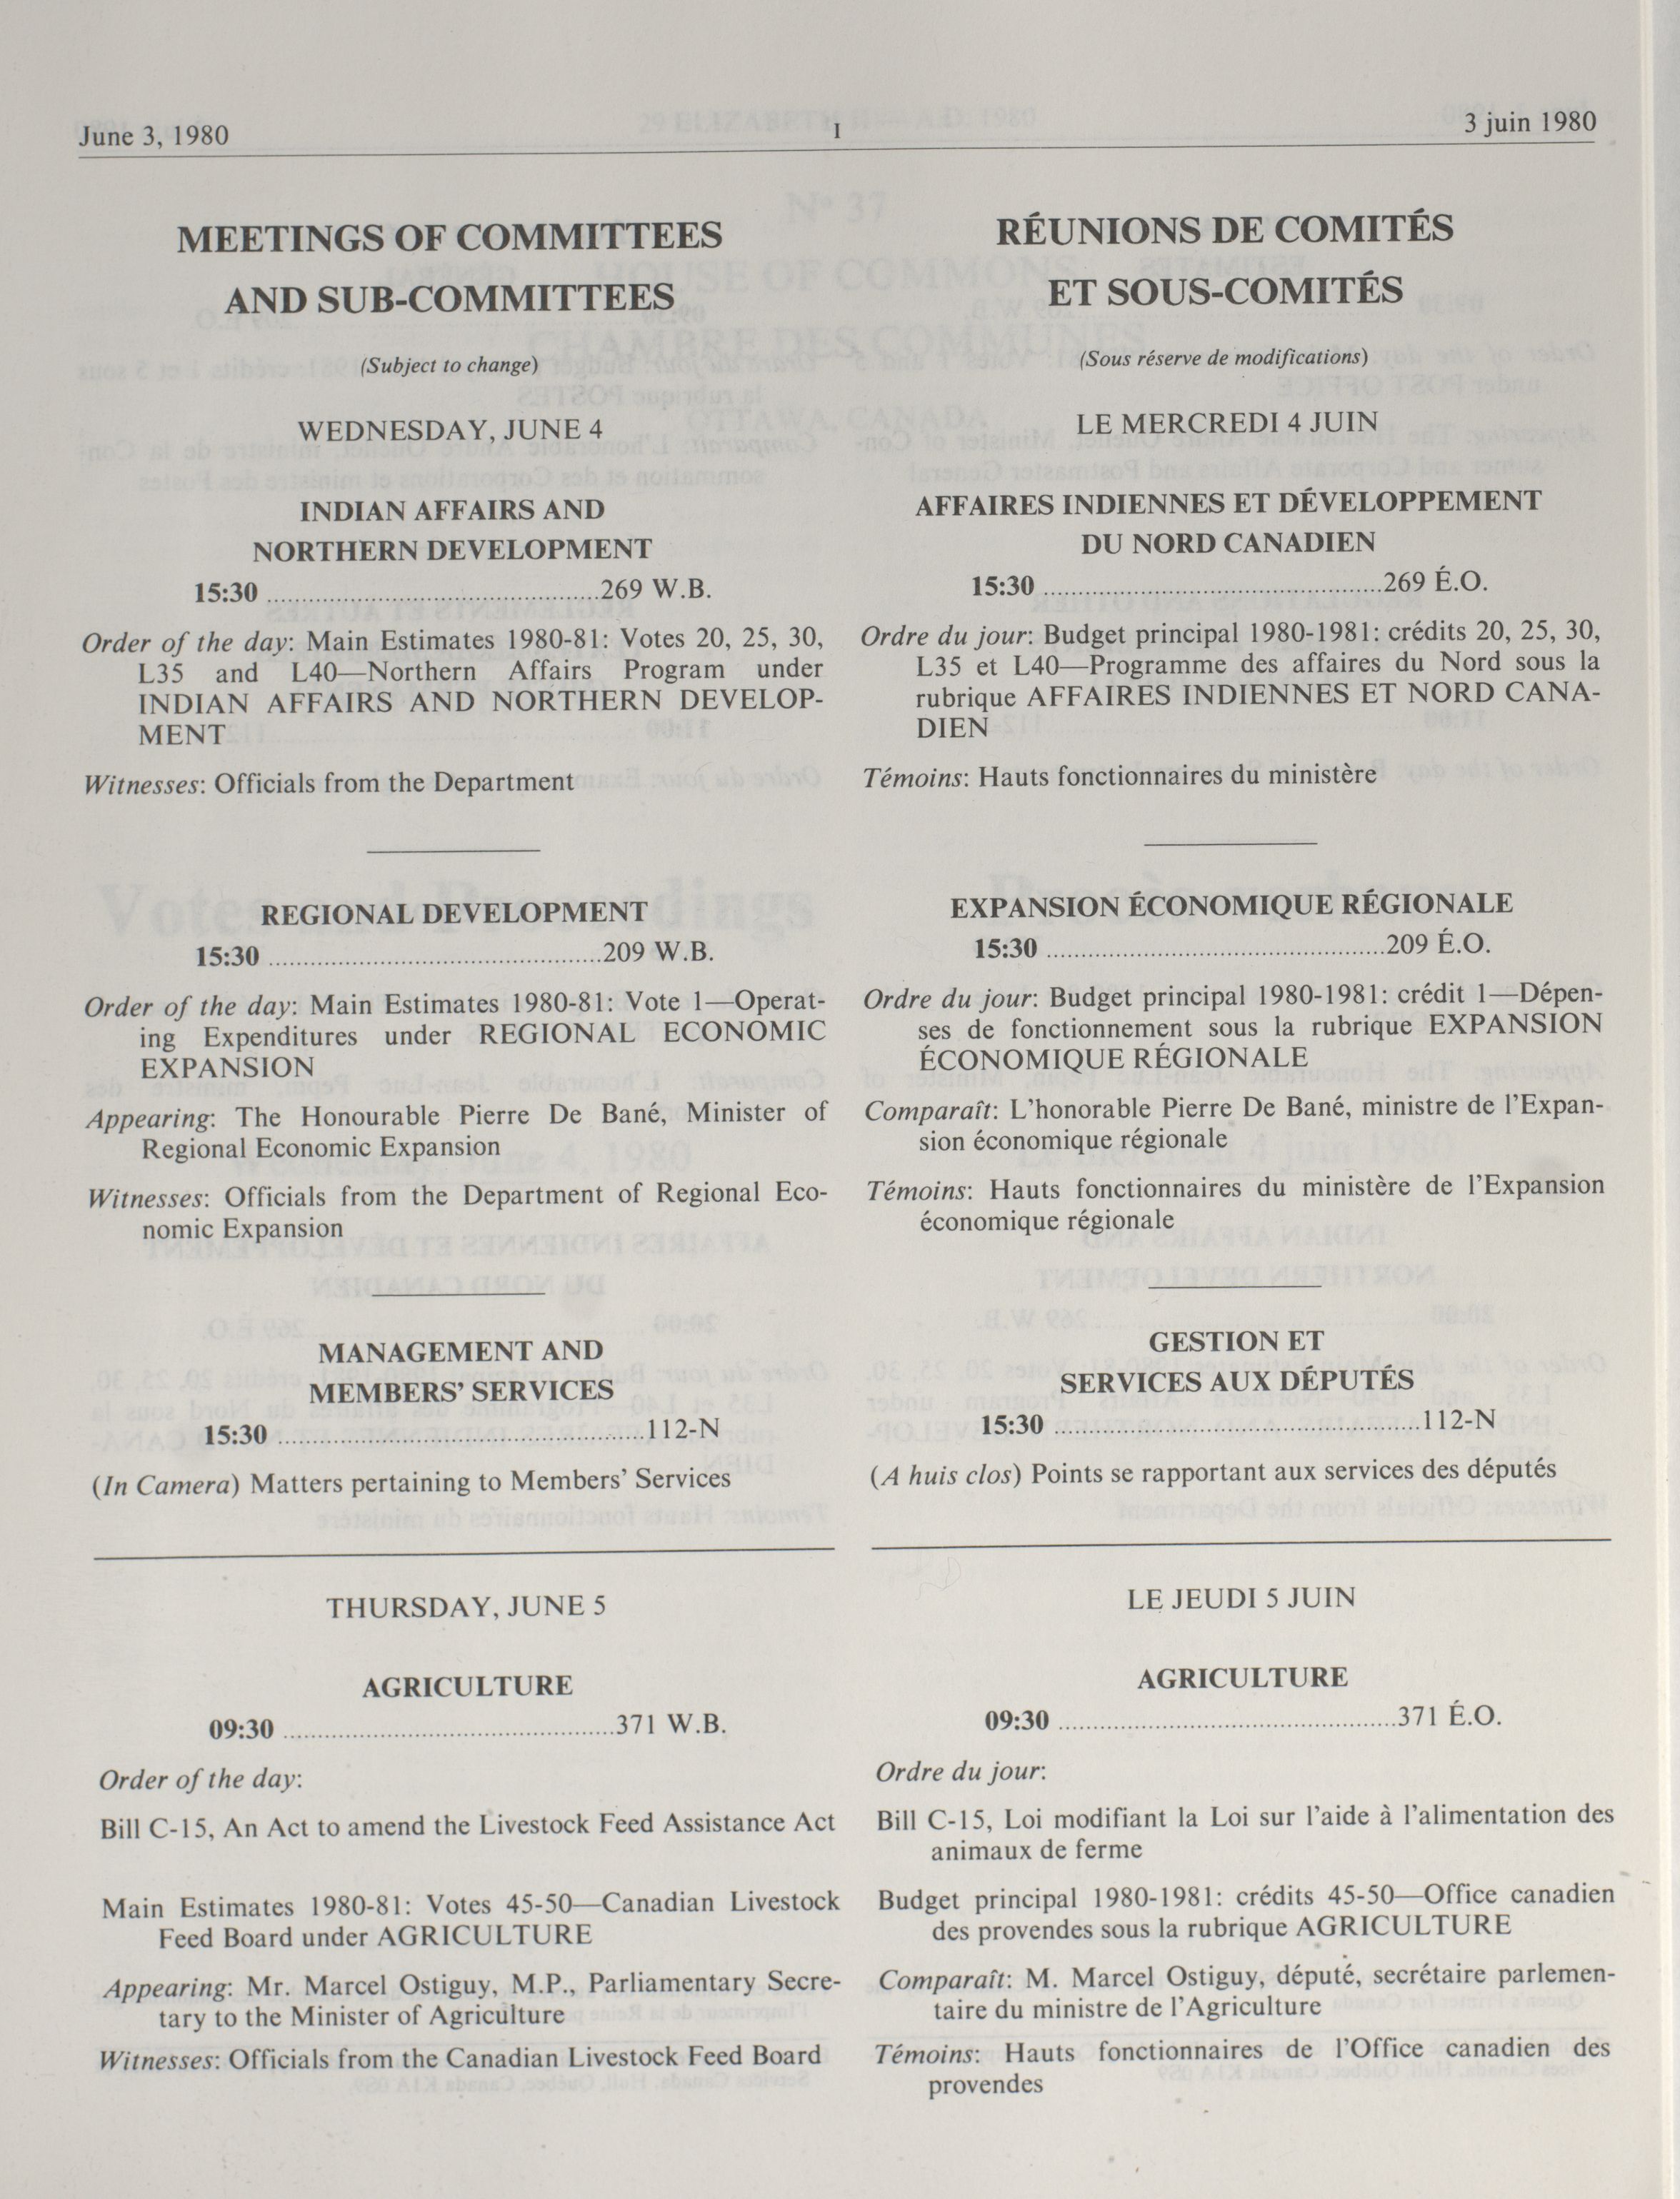 June 3, 1980
I
3 juin 1980
MEETINGS OF COMMITTEES
AND SUB-COMMITTEES
(Subject to change)
WEDNESDAY, JUNE 4
INDIAN AFFAIRS AND
NORTHERN DEVELOPMENT
15:30 ................................................269 W.B.
Order of the day: Main Estimates 1980-81: Votes 20, 25, 30,
L35 and L40—Northern Affairs Program under
INDIAN AFFAIRS AND NORTHERN DEVELOP-
MENT
Witnesses: Officials from the Department
REGIONAL DEVELOPMENT
15:30 ................................................209 W.B.
Order of the day: Main Estimates 1980-81: Vote 1—Operat-
ing Expenditures under REGIONAL ECONOMIC
EXPANSION
Appearing: The Honourable Pierre De Bané, Minister of
Regional Economic Expansion
Witnesses: Officials from the Department of Regional Eco-
nomic Expansion
MANAGEMENT AND
MEMBERS' SERVICES
15:30 .....................................................112-N
(In Camera) Matters pertaining to Members' Services
THURSDAY, JUNE 5
AGRICULTURE
09:30 ................................................371 W.B.
Order of the day:
Bill C-15, An Act to amend the Livestock Feed Assistance Act
Main Estimates 1980-81: Votes 45-50—Canadian Livestock
Feed Board under AGRICULTURE
Appearing: Mr. Marcel Ostiguy, M.P., Parliamentary Secre-
tary to the Minister of Agriculture
Witnesses: Officials from the Canadian Livestock Feed Board
RÉUNIONS DE COMITÉS
ET SOUS-COMITÉS
(Sous réserve de modifications)
LE MERCREDI 4 JUIN
AFFAIRES INDIENNES ET DÉVELOPPEMENT
DU NORD CANADIEN
15:30 .................................................269 É.O.
Ordre du jour: Budget principal 1980-1981: crédits 20, 25, 30,
L35 et L40—Programme des affaires du Nord sous la
rubrique AFFAIRES INDIENNES ET NORD CANA-
DIEN
Témoins: Hauts fonctionnaires du ministère
EXPANSION ÉCONOMIQUE RÉGIONALE
15:30 .................................................209 É.O.
Ordre du jour: Budget principal 1980-1981: crédit 1—Dépen-
ses de fonctionnement sous la rubrique EXPANSION
ÉCONOMIQUE RÉGIONALE
Comparaît: L'honorable Pierre De Bané, ministre de l'Expan-
sion économique régionale
Témoins: Hauts fonctionnaires du ministère de l'Expansion
économique régionale
GESTION ET
SERVICES AUX DÉPUTÉS
15:30 .....................................................112-N
(A huis clos) Points se rapportant aux services des députés
LE JEUDI 5 JUIN
AGRICULTURE
09:30 .................................................371 É.O.
Ordre du jour:
Bill C-15, Loi modifiant la Loi sur l'aide à l'alimentation des
animaux de ferme
Budget principal 1980-1981: crédits 45-50—Office canadien
des provendes sous la rubrique AGRICULTURE
Comparaît: M. Marcel Ostiguy, député, secrétaire parlemen-
taire du ministre de l'Agriculture
Témoins: Hauts fonctionnaires de l'Office canadien des
provendes